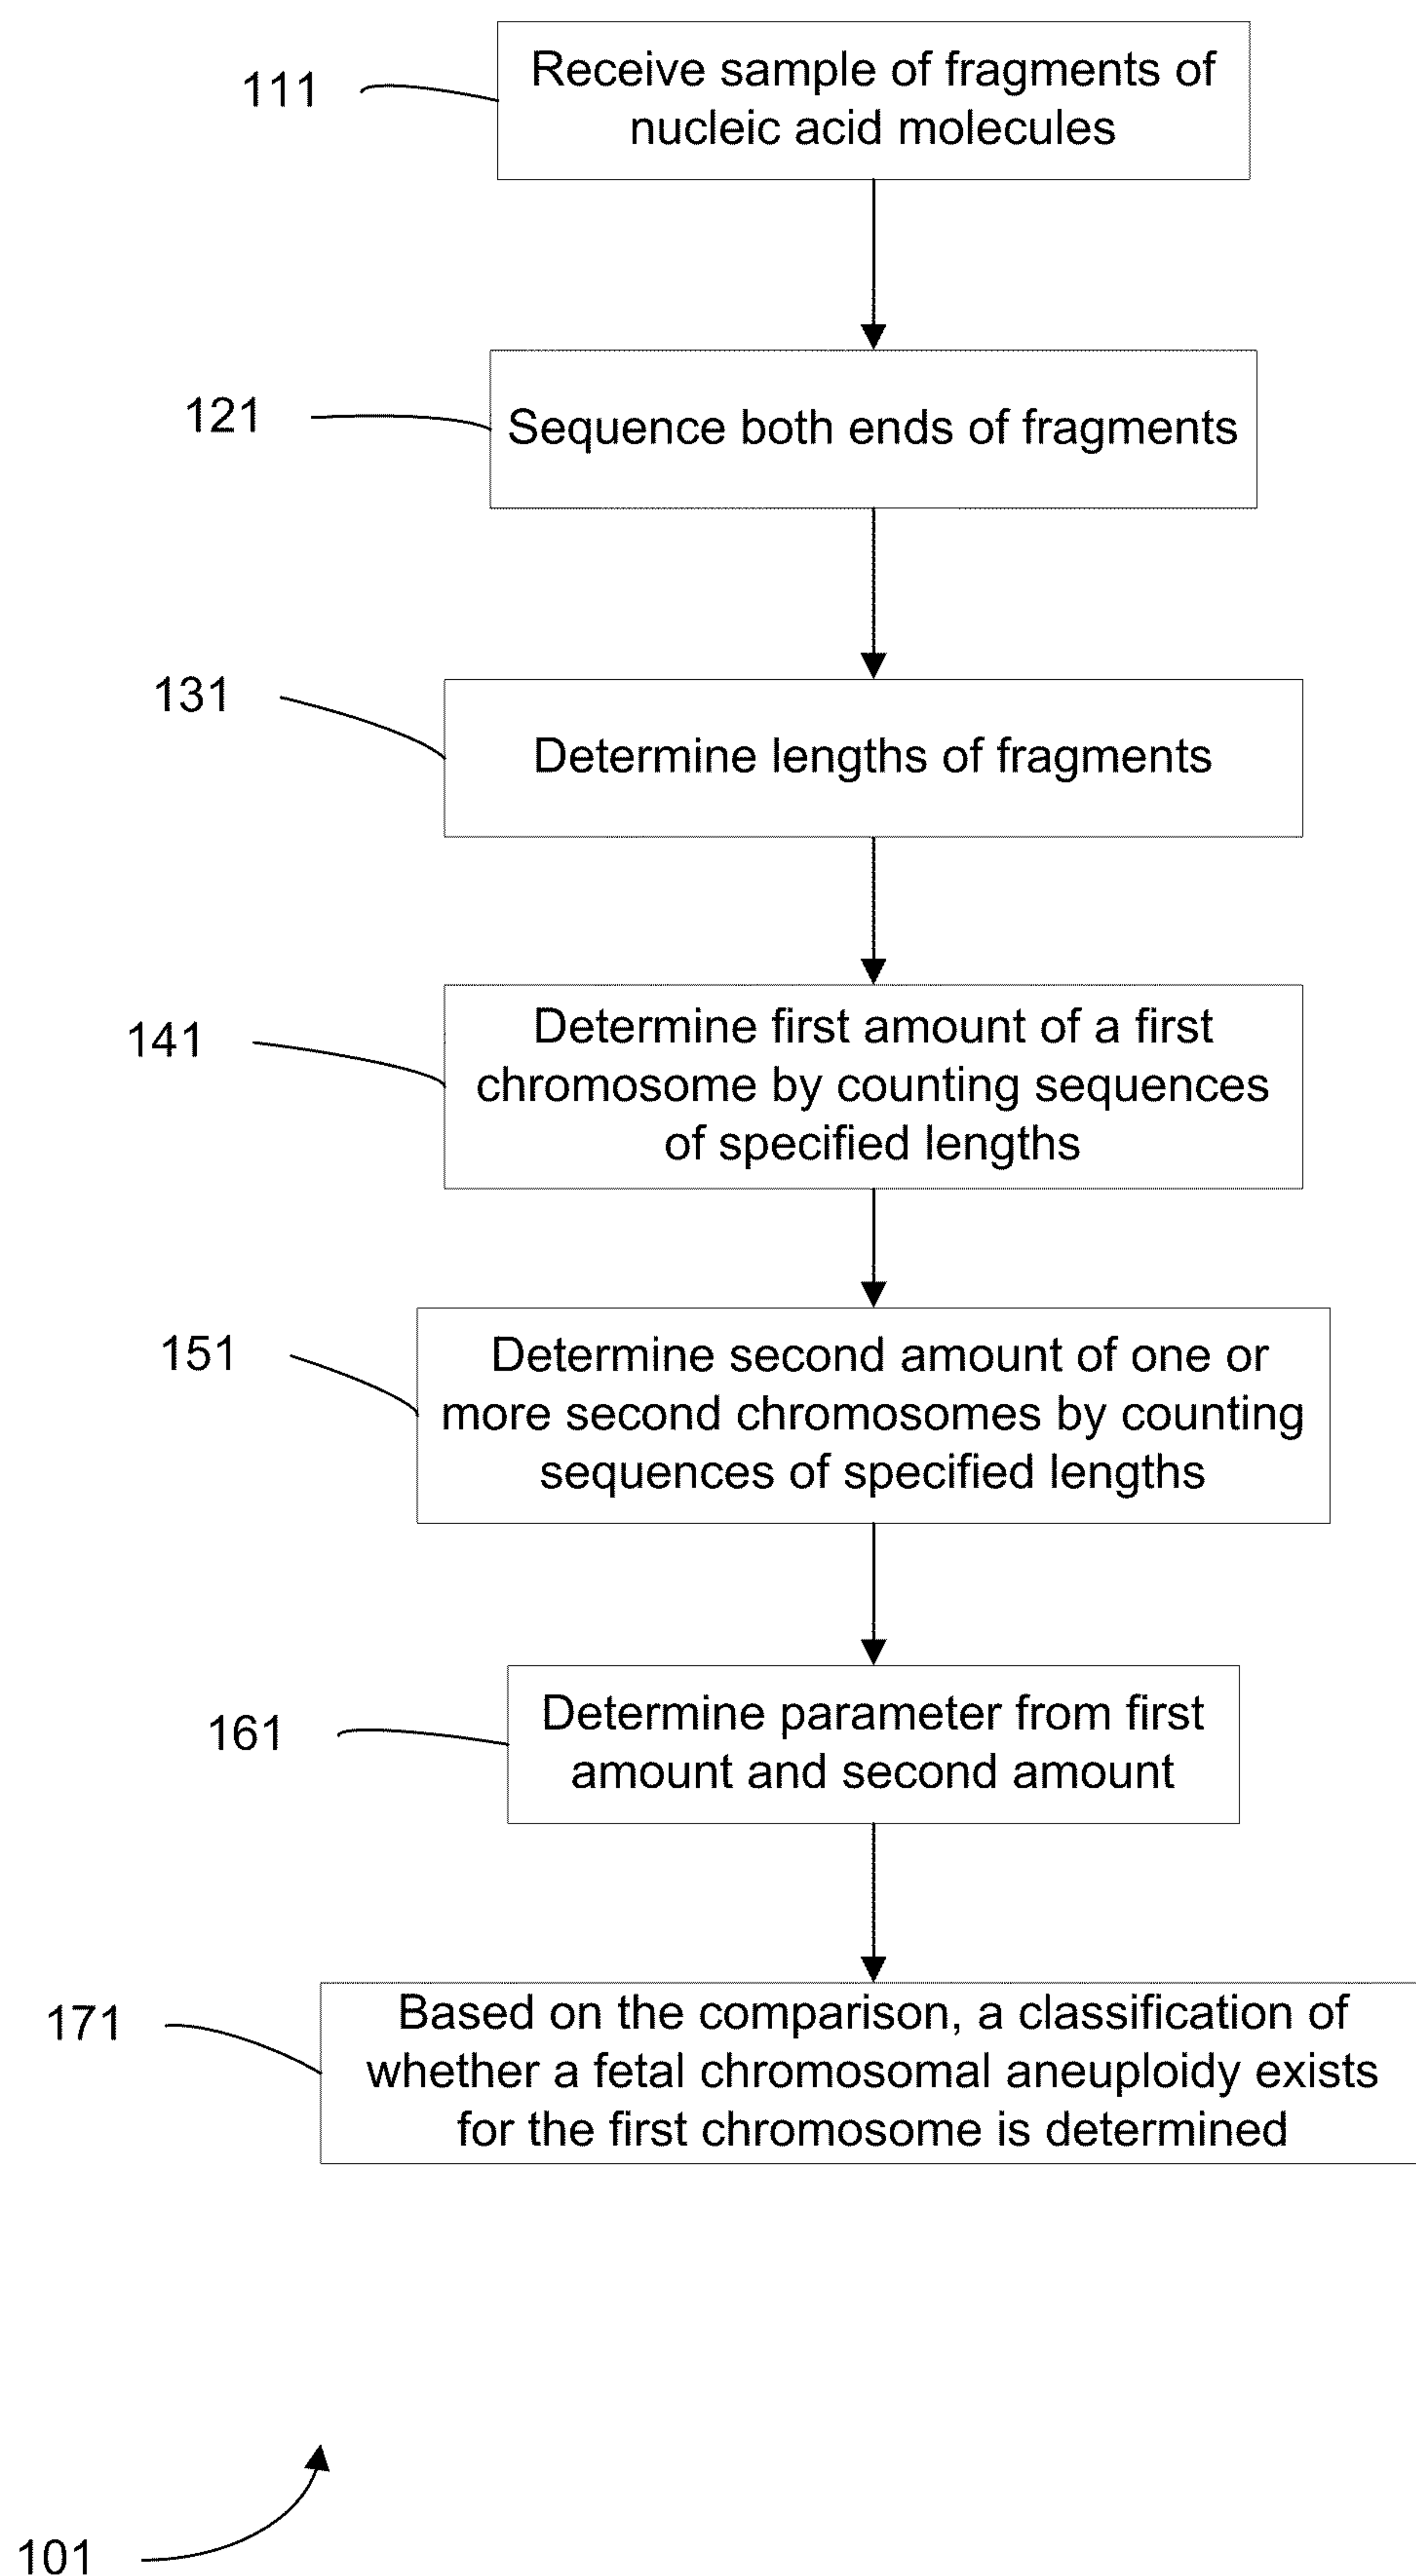 111
Receive sample of fragments of
nucleic acid molecules
121
Sequence both ends of fragments
131
Determine lengths of fragments
141
Determine first amount of a first
chromosome by counting sequences
of specified lengths
151
Determine second amount of one or
more second chromosomes by counting
sequences of specified lengths
161
Determine parameter from first
amount and second amount
171
Based on the comparison, a classification of
whether a fetal chromosomal aneuploidy exists
for the first chromosome is determined
101